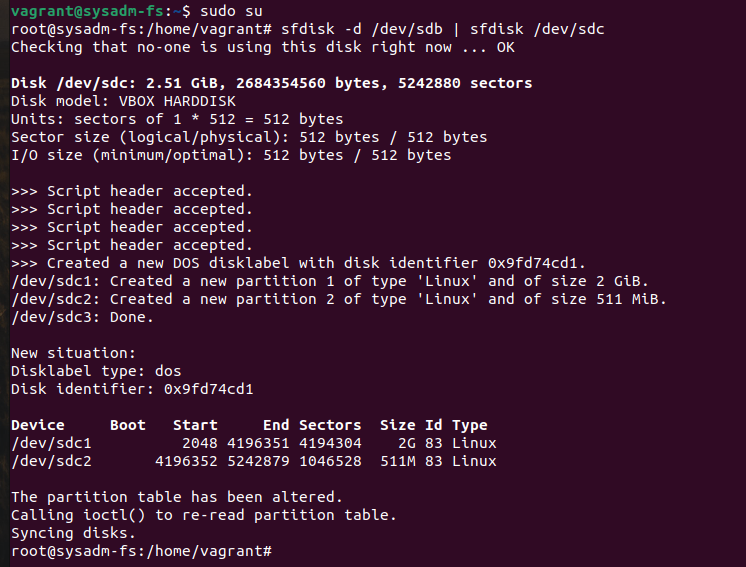 vagrant@sysadm-fs:~$ sudo su
root@sysadm-fs:/home/vagrant# sfdisk -d /dev/sdb | sfdisk /dev/sdc
Checking that no-one is using this disk right now ... OK
Disk /dev/sdc: 2.51 GiB, 2684354560 bytes, 5242880 sectors
Disk model: VBOX HARDDISK
Units: sectors of 1 * 512 = 512 bytes
Sector size (logical/physical): 512 bytes / 512 bytes
I/O size (minimum/optimal): 512 bytes / 512 bytes
>>> Script header accepted.
>>> Script header accepted.
>>> Script header accepted.
>>> Script header accepted.
>>> Created a new DOS disklabel with disk identifier 0x9fd74cd1.
/dev/sdc1: Created a new partition 1 of type 'Linux' and of size 2 GiB.
/dev/sdc2: Created a new partition 2 of type 'Linux' and of size 511 MiB.
/dev/sdc3: Done.
New situation:
Disklabel type: dos
Disk identifier: 0x9fd74cd1
Device     Boot   Start     End Sectors  Size Id Type
/dev/sdc1          2048 4196351 4194304    2G 83 Linux
/dev/sdc2       4196352 5242879 1046528  511M 83 Linux
The partition table has been altered.
Calling ioctl() to re-read partition table.
Syncing disks.
root@sysadm-fs:/home/vagrant#